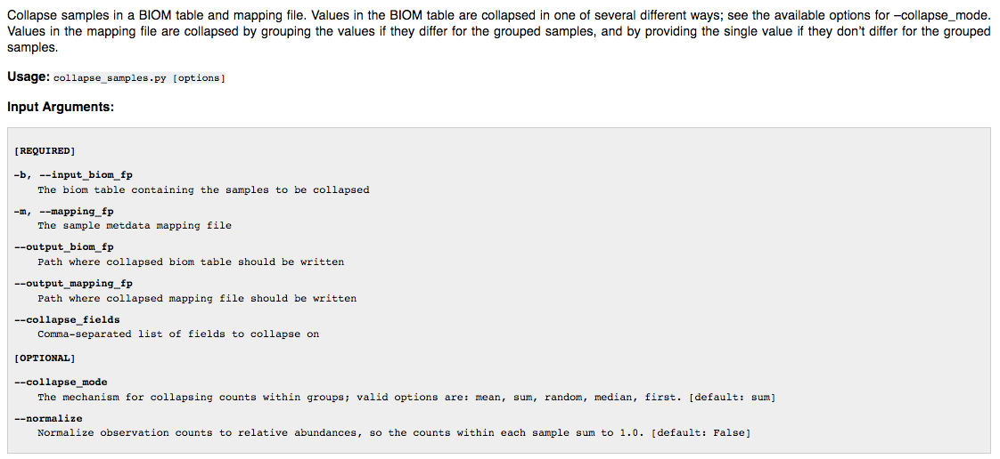 Collapse samples in a BIOM table and mapping file. Values in the BIOM table are collapsed in one of several different ways; see the available options for –collapse_mode.
Values in the mapping file are collapsed by grouping the values if they differ for the grouped samples, and by providing the single value if they don't differ for the grouped
samples.
Usage: collapse_samples.py [options]
Input Arguments:
[REQUIRED]
-b, --input_biom_fp
The biom table containing the samples to be collapsed
-m, --mapping_fp
The sample metdata mapping file
--output_biom_fp
Path where collapsed biom table should be written
--output_mapping_fp
Path where collapsed mapping file should be written
--collapse_fields
Comma-separated list of fields to collapse on
[OPTIONAL]
--collapse_mode
The mechanism for collapsing counts within groups; valid options are: mean, sum, random, median, first. [default: sum]
--normalize
Normalize observation counts to relative abundances, so the counts within each sample sum to 1.0. [default: False]